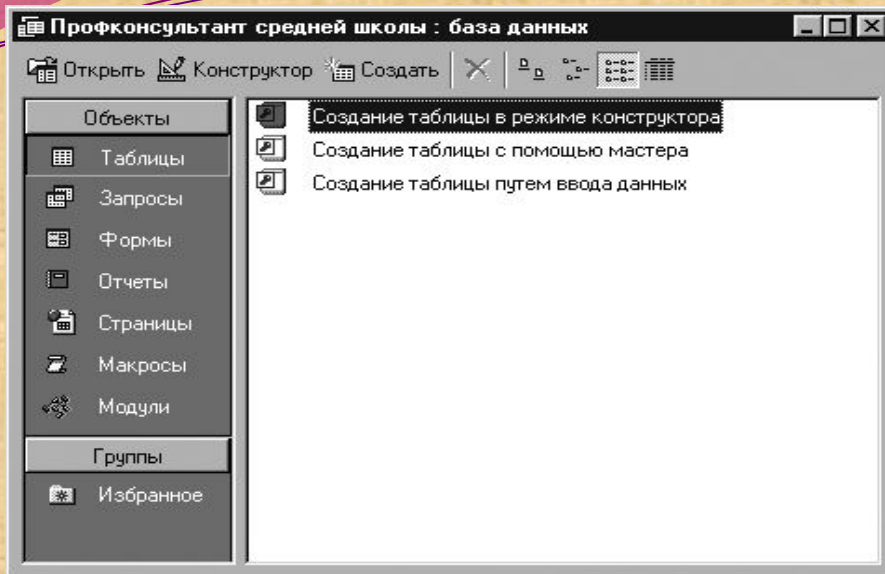 Профконсультант средней школы : база данных
Открыть Конструктор Создать
Объекты
Таблицы
Запросы
Формы
Отчеты
Страницы
Макросы
Модули
Группы
Избранное
Создание таблицы в режиме конструктора
Создание таблицы с помощью мастера
Создание таблицы путем ввода данных